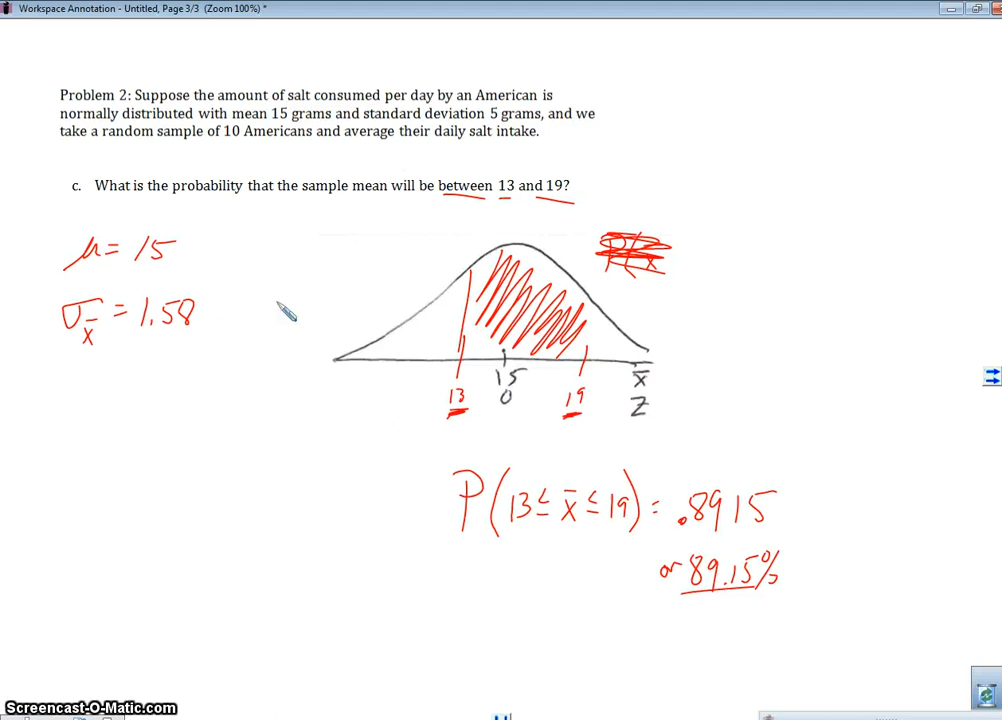 Workspace Annotation - Untitled, Page 3/3 (Zoom 100%) *
Problem 2: Suppose the amount of salt consumed per day by an American is
normally distributed with mean 15 grams and standard deviation 5 grams, and we
take a random sample of 10 Americans and average their daily salt intake.
c. What is the probability that the sample mean will be between 13 and 19?
μ = 15
σx̄ = 1.58
15 x̄
13 0 19 Z
P(13 ≤ x̄ ≤ 19) = .8915
or 89.15%
Screencast-O-Matic.com